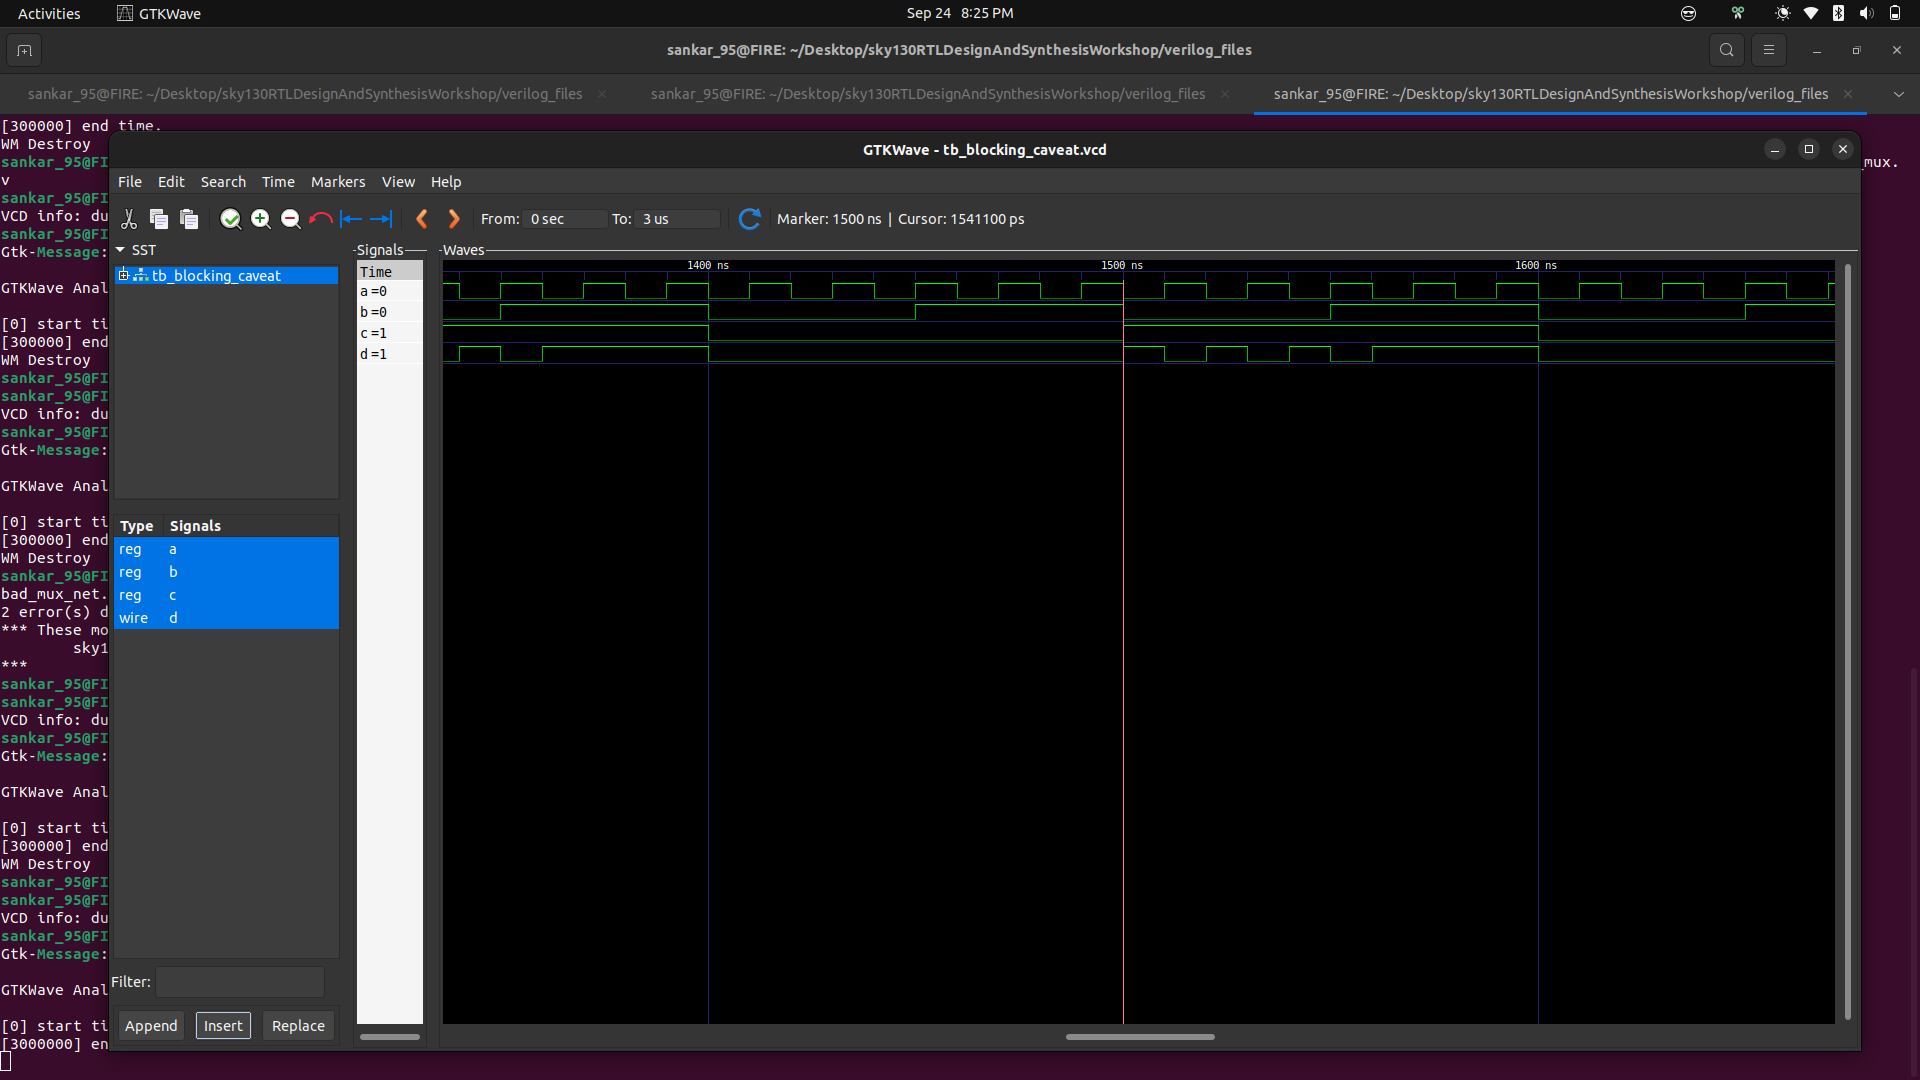 Activities GTKWave Sep 24 8:25 PM
sankar_95@FIRE: ~/Desktop/sky130RTLDesignAndSynthesisWorkshop/verilog_files
sankar_95@FIRE: ~/Desktop/sky130RTLDesignAndSynthesisWorkshop/verilog_files sankar_95@FIRE: ~/Desktop/sky130RTLDesignAndSynthesisWorkshop/verilog_files sankar_95@FIRE: ~/Desktop/sky130RTLDesignAndSynthesisWorkshop/verilog_files
[300000] end time.
WM Destroy
sankar_95@FI _mux.
v
sankar_95@FI
VCD info: du
sankar_95@FI
Gtk-Message:
GTKWave Anal
[0] start ti
[300000] end
WM Destroy
sankar_95@FI
sankar_95@FI
VCD info: du
sankar_95@FI
Gtk-Message:
GTKWave Anal
[0] start ti
[300000] end
WM Destroy
sankar_95@FI
bad_mux_net.
2 error(s) d
*** These mo
sky1
***
sankar_95@FI
sankar_95@FI
VCD info: du
sankar_95@FI
Gtk-Message:
GTKWave Anal
[0] start ti
[300000] end
WM Destroy
sankar_95@FI
sankar_95@FI
VCD info: du
sankar_95@FI
Gtk-Message:
GTKWave Anal
[0] start ti
[3000000] en
GTKWave - tb_blocking_caveat.vcd
File Edit Search Time Markers View Help
From: 0 sec To: 3 us Marker: 1500 ns | Cursor: 1541100 ps
SST
tb_blocking_caveat
Type Signals
reg a
reg b
reg c
wire d
Filter:
Append Insert Replace
Signals
Time
a=0
b=0
c=1
d=1
Waves
1400 ns 1500 ns 1600 ns